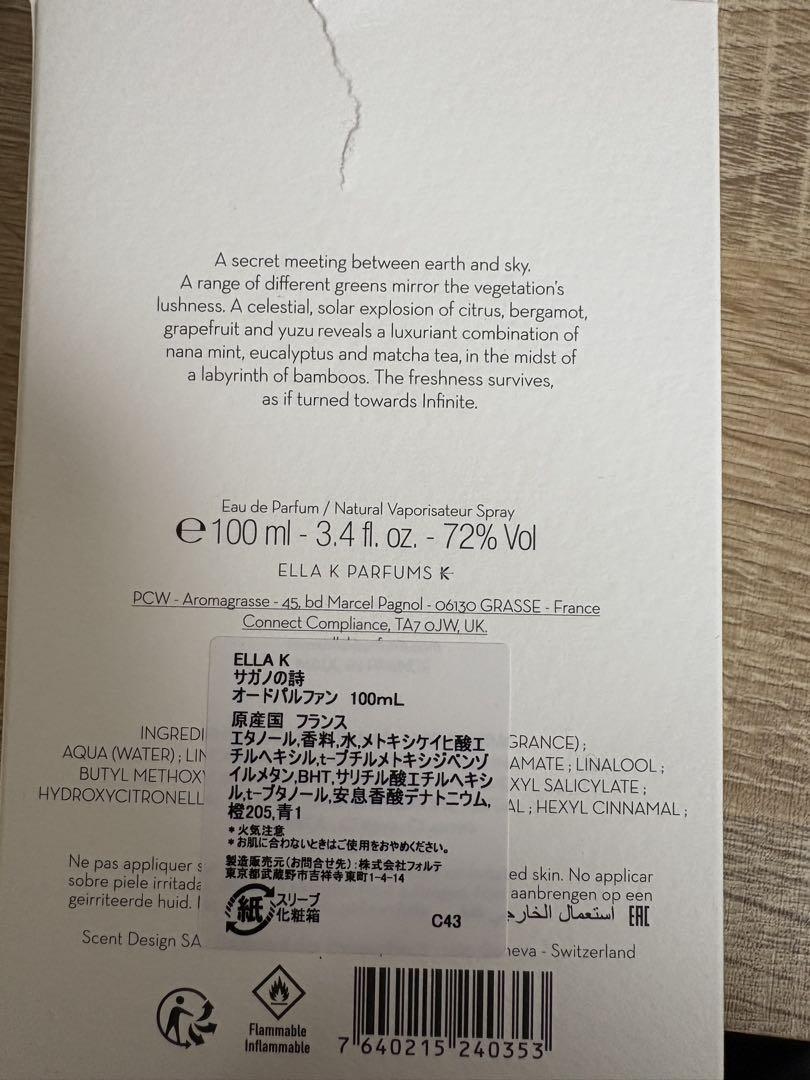 A secret meeting between earth and sky.
A range of different greens mirror the vegetation's
lushness. A celestial, solar explosion of citrus, bergamot,
grapefruit and yuzu reveals a luxuriant combination of
nana mint, eucalyptus and matcha tea, in the midst of
a labyrinth of bamboos. The freshness survives,
as if turned towards Infinite.
Eau de Parfum / Natural Vaporisateur Spray
℮ 100 ml - 3.4 fl. oz. - 72% Vol
ELLA K PARFUMS K
PCW - Aromagrasse - 45, bd Marcel Pagnol - 06130 GRASSE - France
Connect Compliance, TA7 0JW, UK.
ELLA K
サガノの詩
オードパルファン 100mL
原産国 フランス
エタノール,香料,水,メトキシケイヒ酸エ
チルヘキシル,t-ブチルメトキシジベンゾ
イルメタン,BHT,サリチル酸エチルヘキシ
ル,t-ブタノール,安息香酸デナトニウム,
橙205,青1
*火気注意
*お肌に合わないときはご使用をおやめください。
製造販売元(お問合せ先):株式会社フォルテ
東京都武蔵野市吉祥寺東町1-4-14
紙 スリーブ
化粧箱
C43
INGREDI GRANCE) ;
AQUA (WATER) ; LIN AMATE ; LINALOOL ;
BUTYL METHOXY XYL SALICYLATE ;
HYDROXYCITRONELL AL ; HEXYL CINNAMAL ;
Ne pas appliquer s ed skin. No applicar
sobre piele irritada aanbrengen op een
geirriteerde huid. استعمال الخارج EAC
Scent Design SA neva - Switzerland
Flammable
Inflammable
7 640215 240353